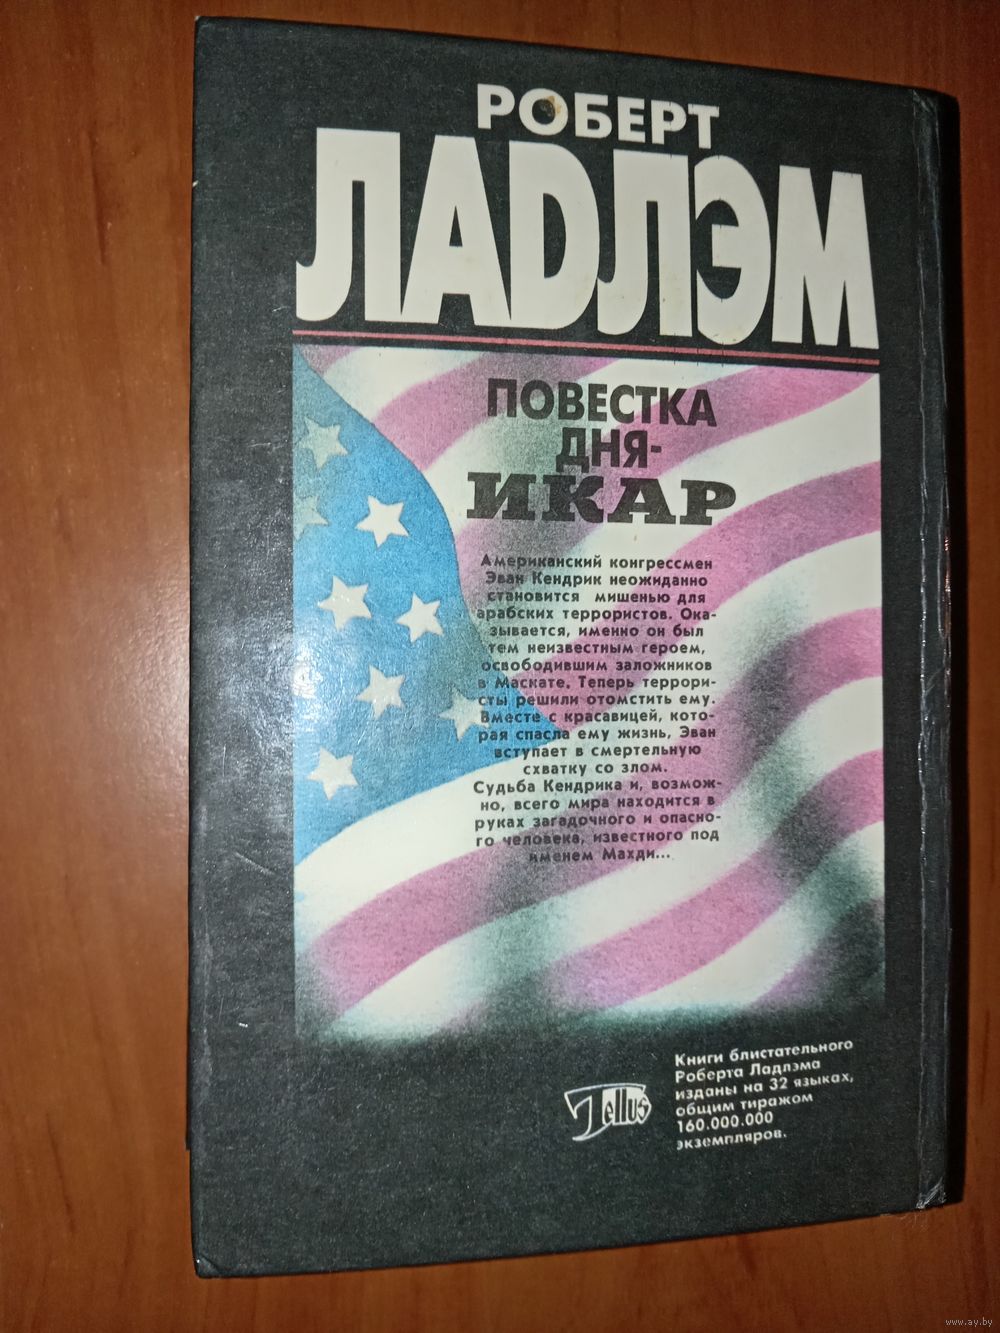 РОБЕРТ
ЛАДЛЭМ
ПОВЕСТКА
ДНЯ-
ИКАР
Американский конгрессмен
Эван Кендрик неожиданно
становится мишенью для
арабских террористов. Ока-
зывается, именно он был
тем неизвестным героем,
освободившим заложников
в Маскате. Теперь террори-
сты решили отомстить ему.
Вместе с красавицей, кото-
рая спасла ему жизнь, Эван
вступает в смертельную
схватку со злом.
Судьба Кендрика и, возмож-
но, всего мира находится в
руках загадочного и опасно-
го человека, известного под
именем Махди...
Tellus
Книги блистательного
Роберта Ладлэма
изданы на 32 языках,
общим тиражом
160.000.000
экземпляров.
www.ay.by